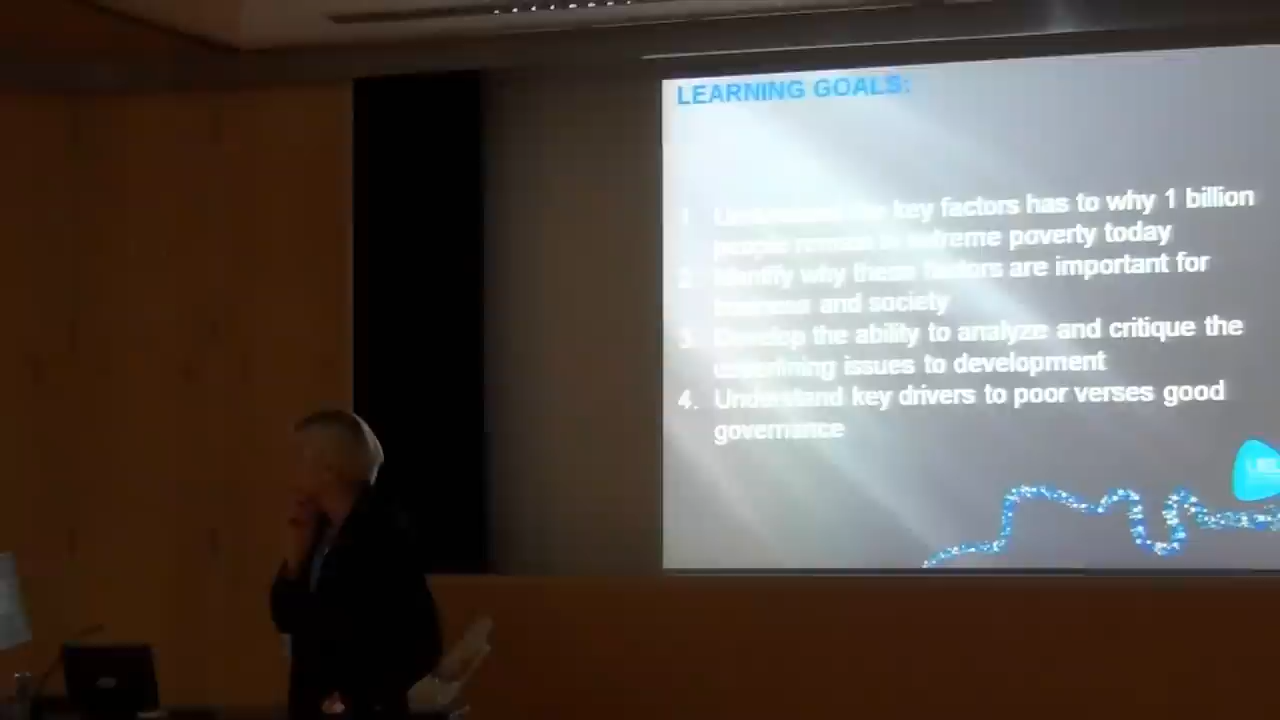 LEARNING GOALS:
1. Understand the key factors has to why 1 billion
people remain in extreme poverty today
2. Identify why these factors are important for
business and society
3. Develop the ability to analyze and critique the
issues to development
4. Understand key drivers to poor verses good
governance